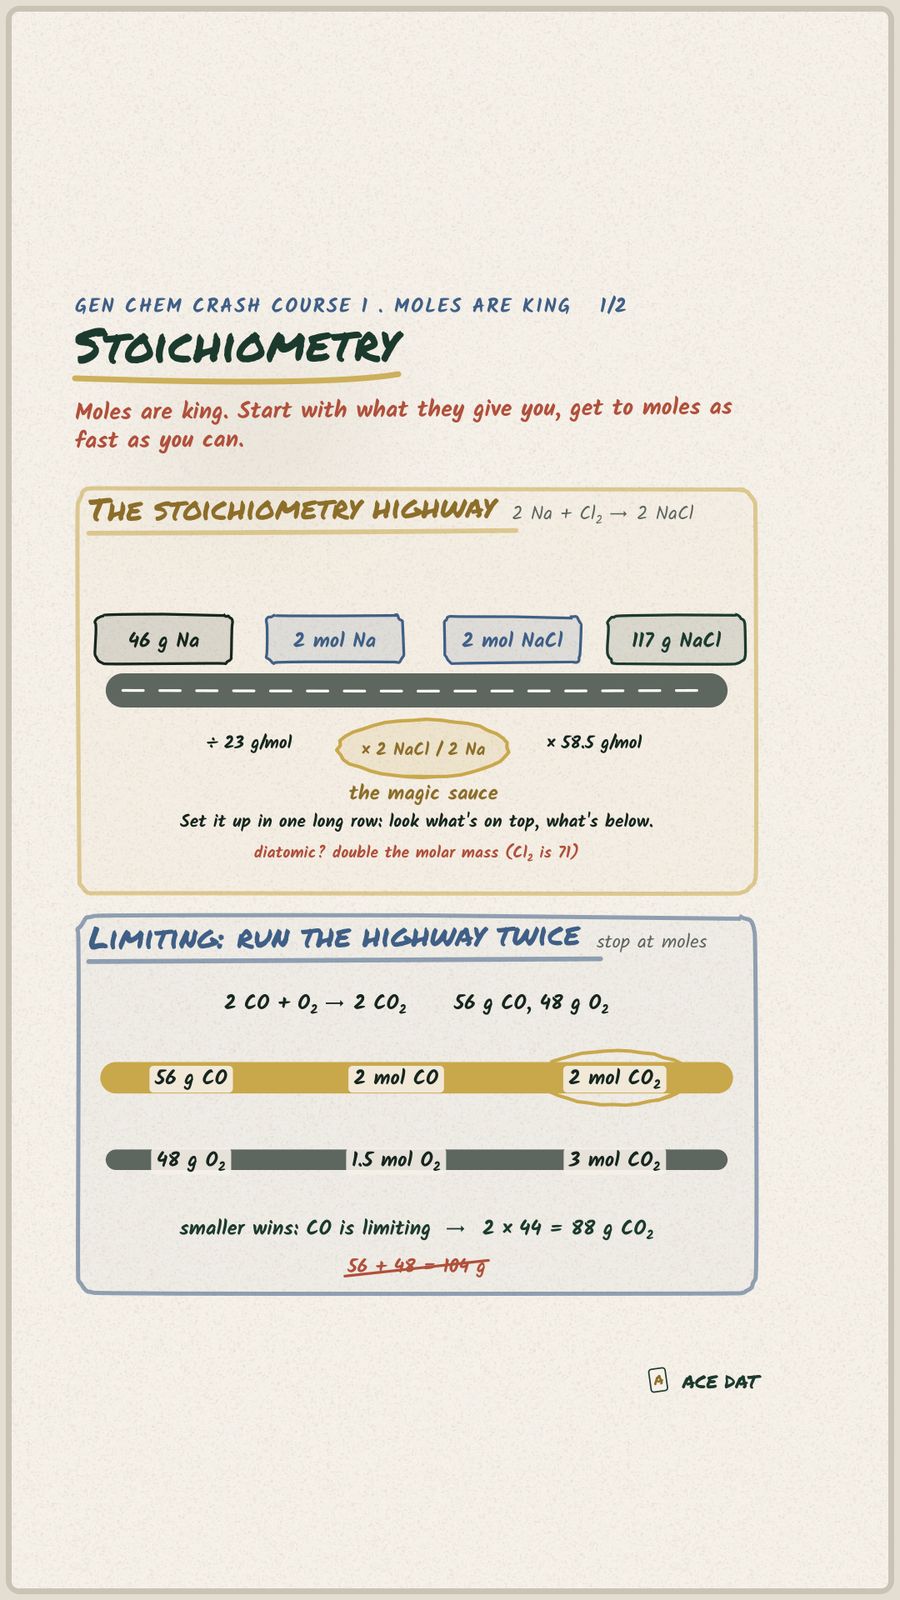 GEN CHEM CRASH COURSE 1 . MOLES ARE KING 1/2
STOICHIOMETRY
Moles are king. Start with what they give you, get to moles as
fast as you can.
THE STOICHIOMETRY HIGHWAY 2 Na + Cl₂ → 2 NaCl
46 g Na 2 mol Na 2 mol NaCl 117 g NaCl
÷ 23 g/mol × 2 NaCl / 2 Na × 58.5 g/mol
the magic sauce
Set it up in one long row: look what's on top, what's below.
diatomic? double the molar mass (Cl₂ is 71)
LIMITING: RUN THE HIGHWAY TWICE stop at moles
2 CO + O₂ → 2 CO₂ 56 g CO, 48 g O₂
56 g CO 2 mol CO 2 mol CO₂
48 g O₂ 1.5 mol O₂ 3 mol CO₂
smaller wins: CO is limiting → 2 × 44 = 88 g CO₂
56 + 48 = 104 g
A ACE DAT